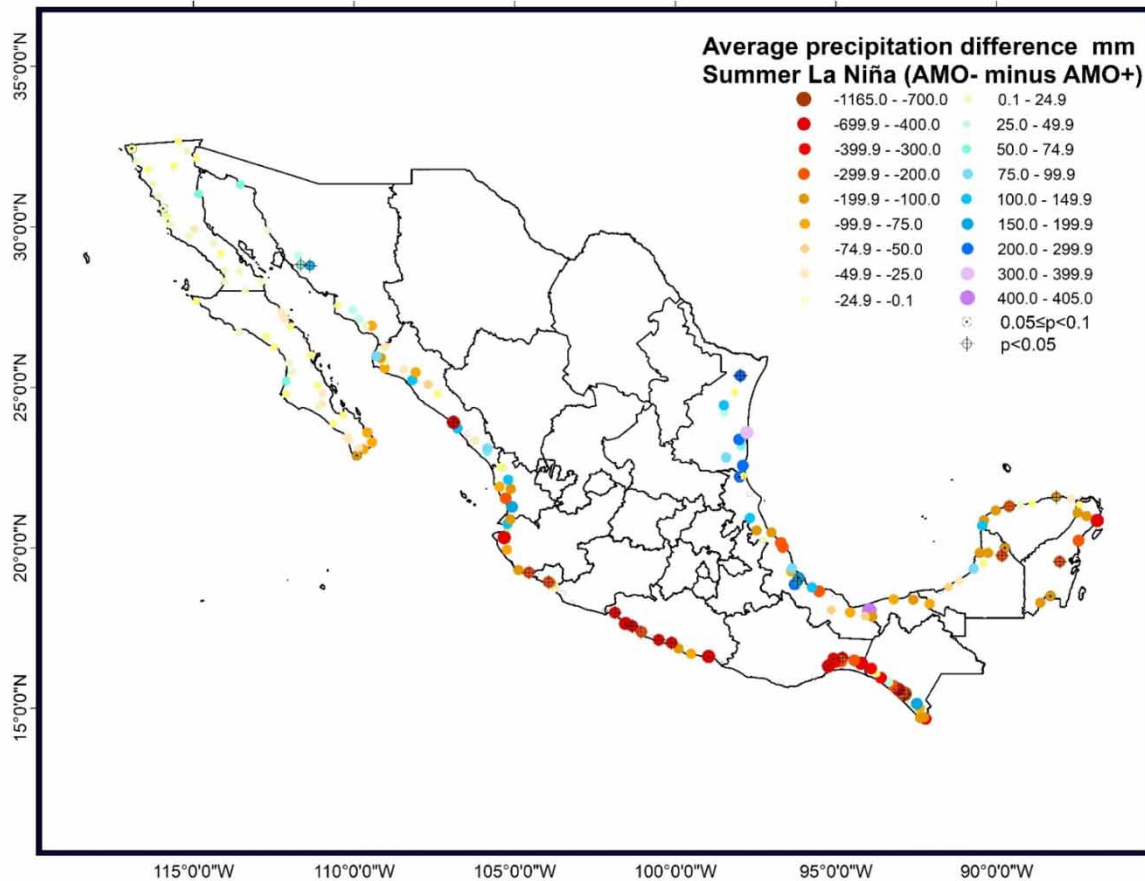 Average precipitation difference mm
Summer La Niña (AMO- minus AMO+)
-1165.0 - -700.0
-699.9 - -400.0
-399.9 - -300.0
-299.9 - -200.0
-199.9 - -100.0
-99.9 - -75.0
-74.9 - -50.0
-49.9 - -25.0
-24.9 - -0.1
0.1 - 24.9
25.0 - 49.9
50.0 - 74.9
75.0 - 99.9
100.0 - 149.9
150.0 - 199.9
200.0 - 299.9
300.0 - 399.9
400.0 - 405.0
0.05≤p<0.1
p<0.05
35°0'0"N
30°0'0"N
25°0'0"N
20°0'0"N
15°0'0"N
115°0'0"W
110°0'0"W
105°0'0"W
100°0'0"W
95°0'0"W
90°0'0"W